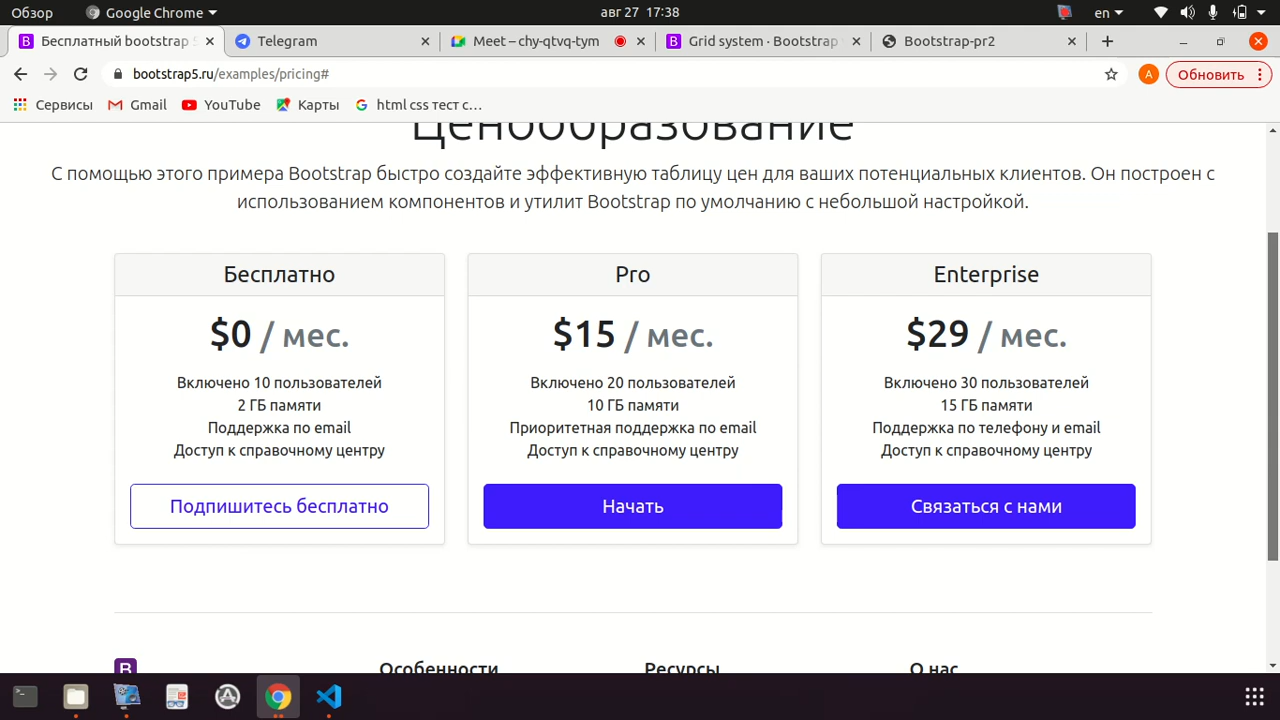 Обзор
Google Chrome
авг 27 17:38
en
Бесплатный bootstrap 5
Telegram
Meet – chy-qtvq-tym
Grid system · Bootstrap
Bootstrap-pr2
bootstrap5.ru/examples/pricing#
A
Обновить
Сервисы
Gmail
YouTube
Карты
html css тест с...
Ценообразование
С помощью этого примера Bootstrap быстро создайте эффективную таблицу цен для ваших потенциальных клиентов. Он построен с
использованием компонентов и утилит Bootstrap по умолчанию с небольшой настройкой.
Бесплатно
$0 / мес.
Включено 10 пользователей
2 ГБ памяти
Поддержка по email
Доступ к справочному центру
Подпишитесь бесплатно
Pro
$15 / мес.
Включено 20 пользователей
10 ГБ памяти
Приоритетная поддержка по email
Доступ к справочному центру
Начать
Enterprise
$29 / мес.
Включено 30 пользователей
15 ГБ памяти
Поддержка по телефону и email
Доступ к справочному центру
Связаться с нами
B
Особенности
Ресурсы
О нас